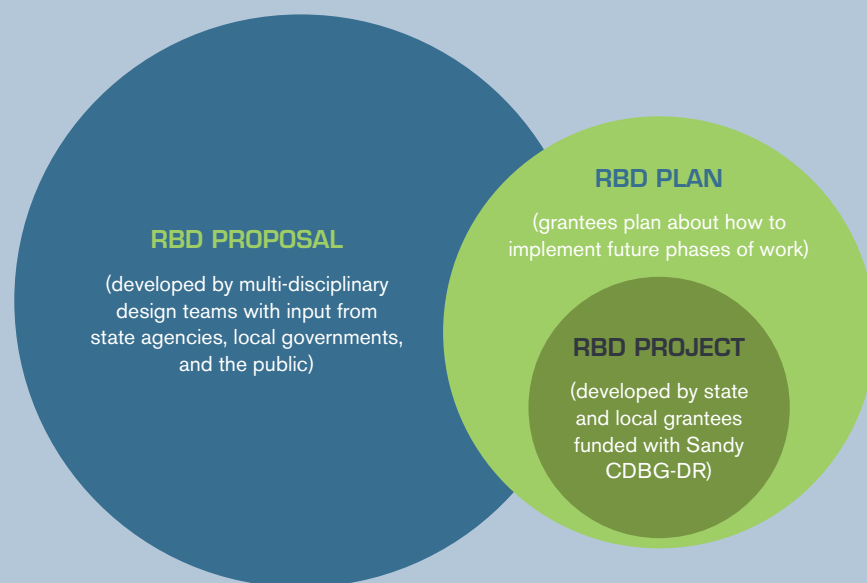 RBD PROPOSAL
(developed by multi-disciplinary
design teams with input from
state agencies, local governments,
and the public)
RBD PLAN
(grantees plan about how to
implement future phases of work)
RBD PROJECT
(developed by state
and local grantees
funded with Sandy
CDBG-DR)